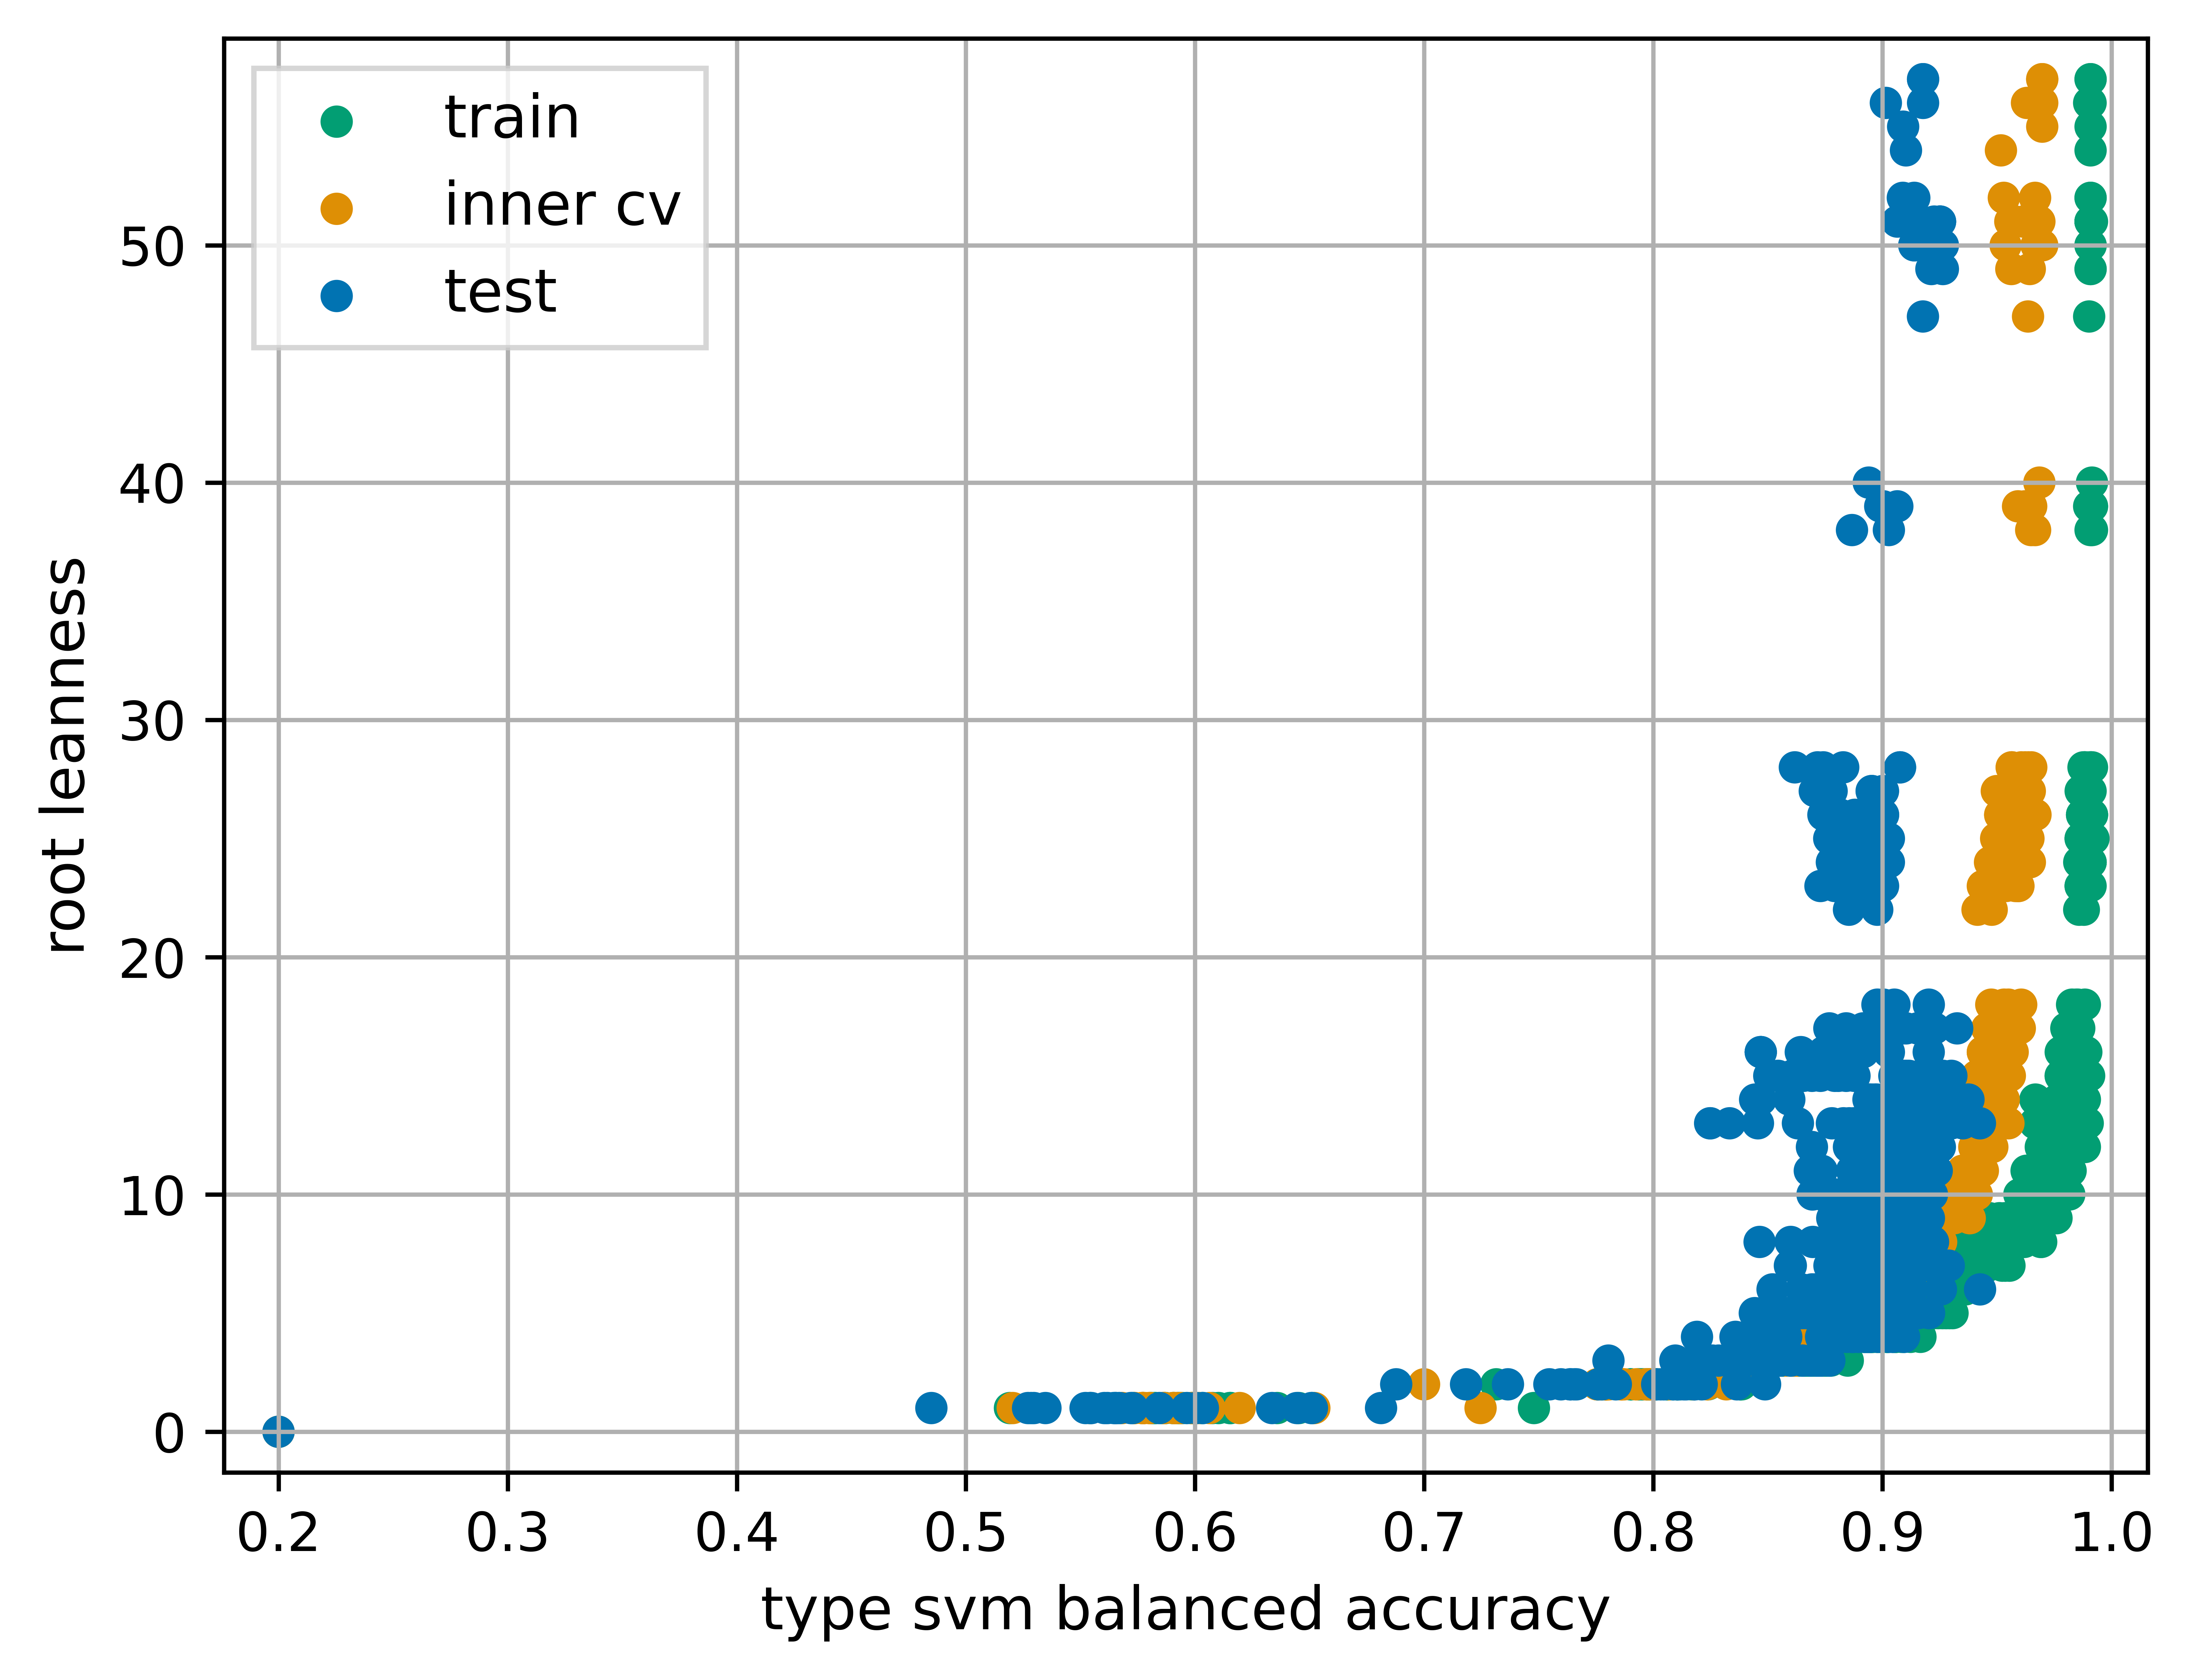 train
inner cv
test
50
40
30
20
10
0
root leanness
0.2 0.3 0.4 0.5 0.6 0.7 0.8 0.9 1.0
type svm balanced accuracy